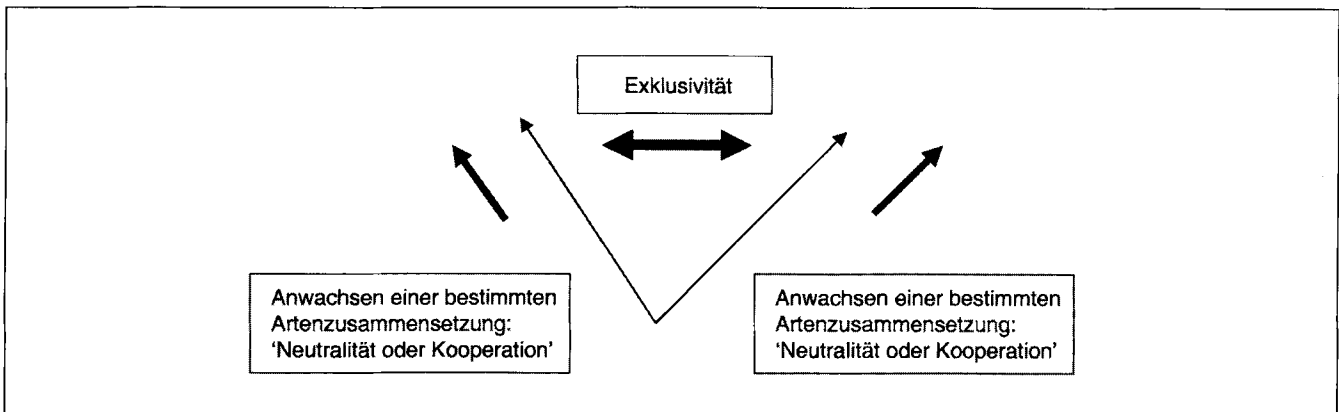 Exklusivität
Anwachsen einer bestimmten
Artenzusammensetzung:
'Neutralität oder Kooperation'
Anwachsen einer bestimmten
Artenzusammensetzung:
'Neutralität oder Kooperation'